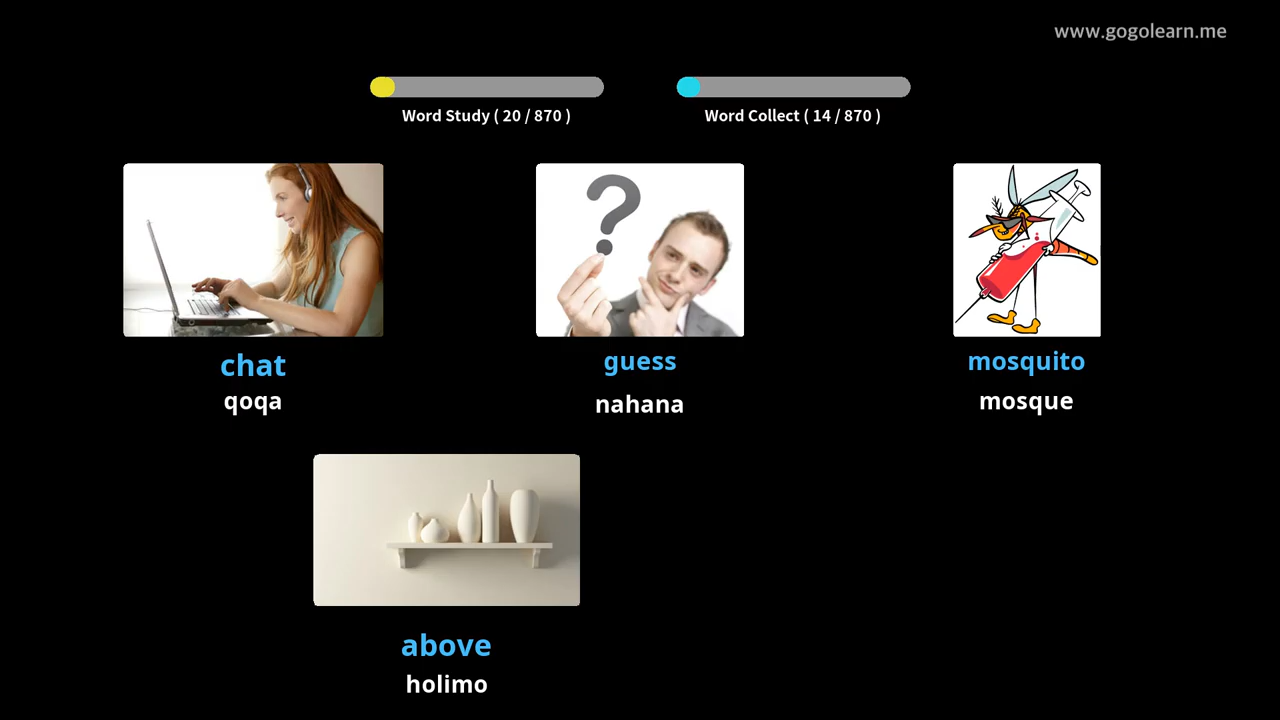 www.gogolearn.me
Word Study ( 20 / 870 )
Word Collect ( 14 / 870 )
chat
qoqa
guess
nahana
mosquito
mosque
above
holimo